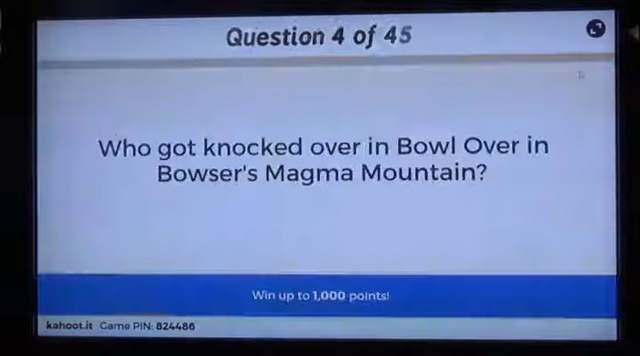 Question 4 of 45
Who got knocked over in Bowl Over in
Bowser's Magma Mountain?
Win up to 1,000 points!
kahoot.it Game PIN: 824486